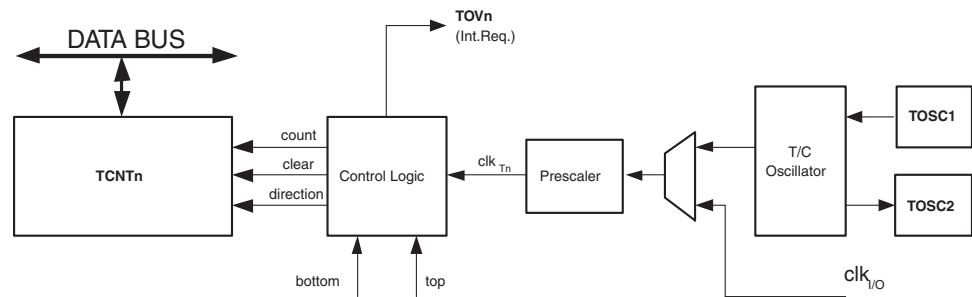 TOVn
(Int.Req.)
DATA BUS
TCNTn
count
clear
direction
Control Logic
clk Tn
Prescaler
T/C
Oscillator
TOSC1
TOSC2
bottom
top
clk I/O